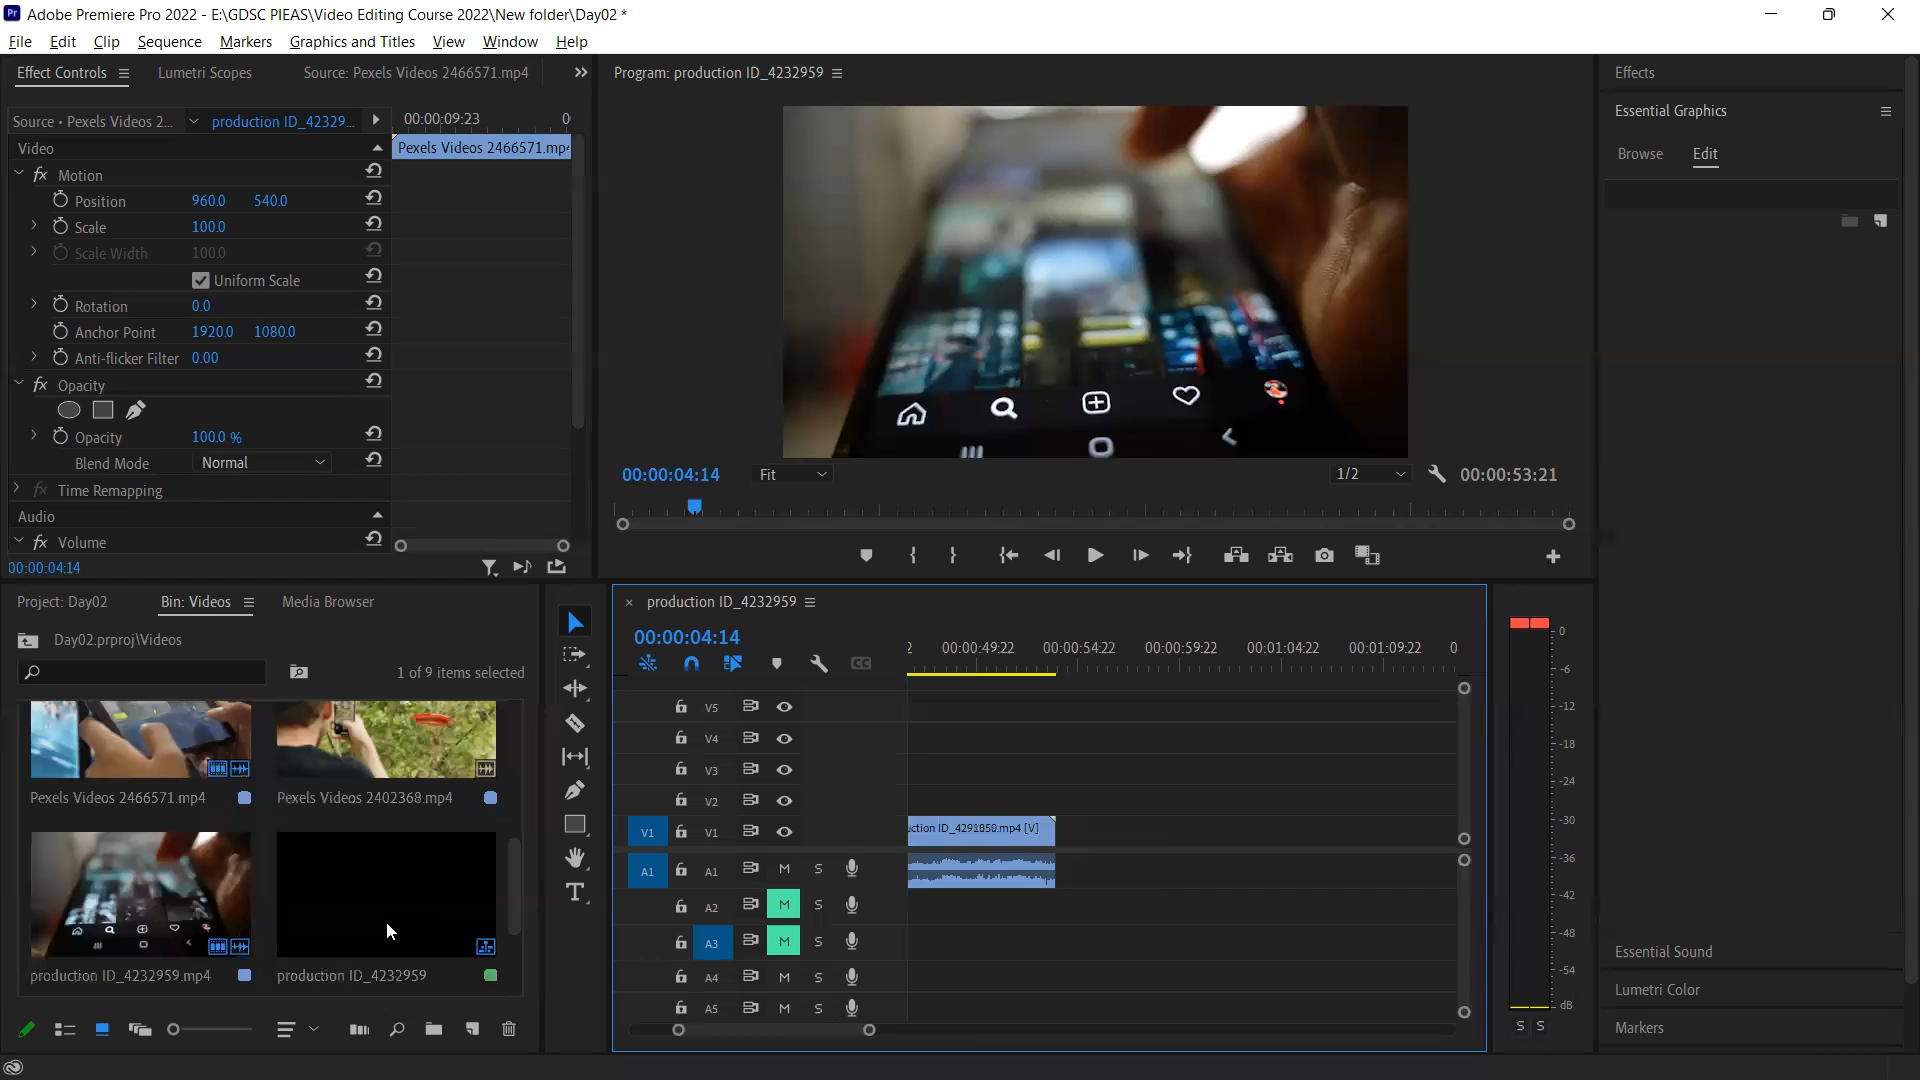 Adobe Premiere Pro 2022 - E:\GDSC PIEAS\Video Editing Course 2022\New folder\Day02 *
File Edit Clip Sequence Markers Graphics and Titles View Window Help
Effect Controls Lumetri Scopes Source: Pexels Videos 2466571.mp4
Source • Pexels Videos 2... production ID_42329... 00:00:09:23 0
Video
Pexels Videos 2466571.mp4
fx Motion
Position 960.0 540.0
Scale 100.0
Scale Width 100.0
Uniform Scale
Rotation 0.0
Anchor Point 1920.0 1080.0
Anti-flicker Filter 0.00
fx Opacity
Opacity 100.0 %
Blend Mode Normal
fx Time Remapping
Audio
fx Volume
00:00:04:14
Program: production ID_4232959
00:00:04:14 Fit 1/2 00:00:53:21
Effects
Essential Graphics
Browse Edit
Project: Day02 Bin: Videos Media Browser
Day02.prproj\Videos
1 of 9 items selected
Pexels Videos 2466571.mp4 Pexels Videos 2402368.mp4
production ID_4232959.mp4 production ID_4232959
production ID_4232959
00:00:04:14
2 00:00:49:22 00:00:54:22 00:00:59:22 00:01:04:22 00:01:09:22 0
CC
V5
V4
V3
V2
V1 V1 uction ID_4291850.mp4 [V]
A1 A1 M S
A2 M S
A3 M S
A4 M S
A5 M S
0
-6
-12
-18
-24
-30
-36
-42
-48
-54
dB
S S
Essential Sound
Lumetri Color
Markers